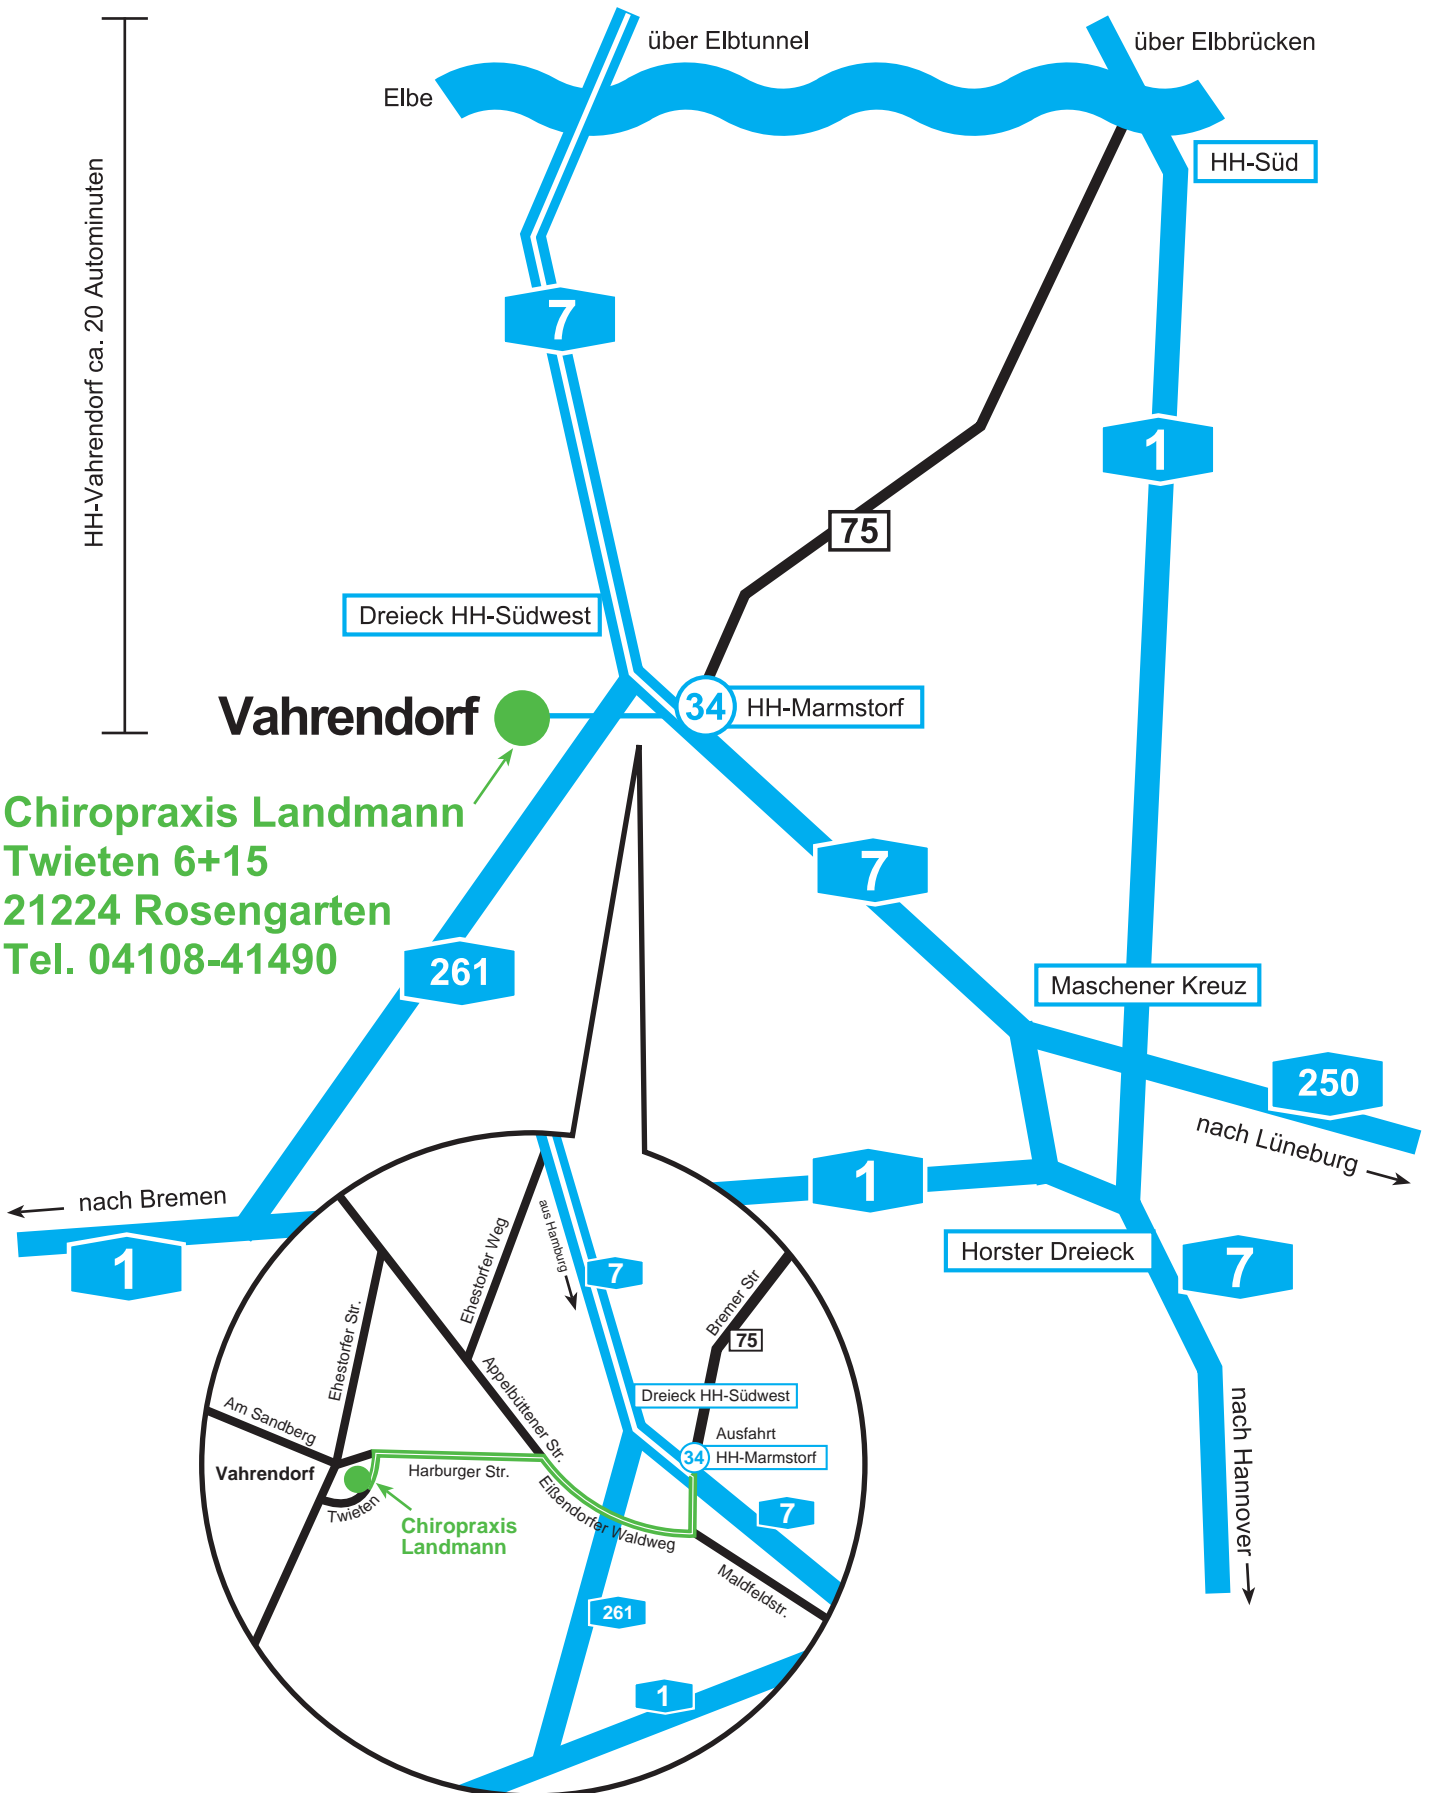 über Elbtunnel
über Elbbrücken
Elbe
HH-Süd
HH-Vahrendorf ca. 20 Autominuten
7
1
75
Dreieck HH-Südwest
Vahrendorf
34
HH-Marmstorf
Chiropraxis Landmann
Twieten 6+15
21224 Rosengarten
Tel. 04108-41490
7
261
Maschener Kreuz
250
nach Lüneburg
1
nach Bremen
1
Horster Dreieck
7
nach Hannover
aus Hamburg
Ehestorfer Weg
7
Bremer Str
75
Ehestorfer Str.
Appelbüttener Str.
Dreieck HH-Südwest
Am Sandberg
Ausfahrt
34
HH-Marmstorf
Vahrendorf
Harburger Str.
Twieten
Eißendorfer Waldweg
Chiropraxis
Landmann
7
Maldfeldstr.
261
1